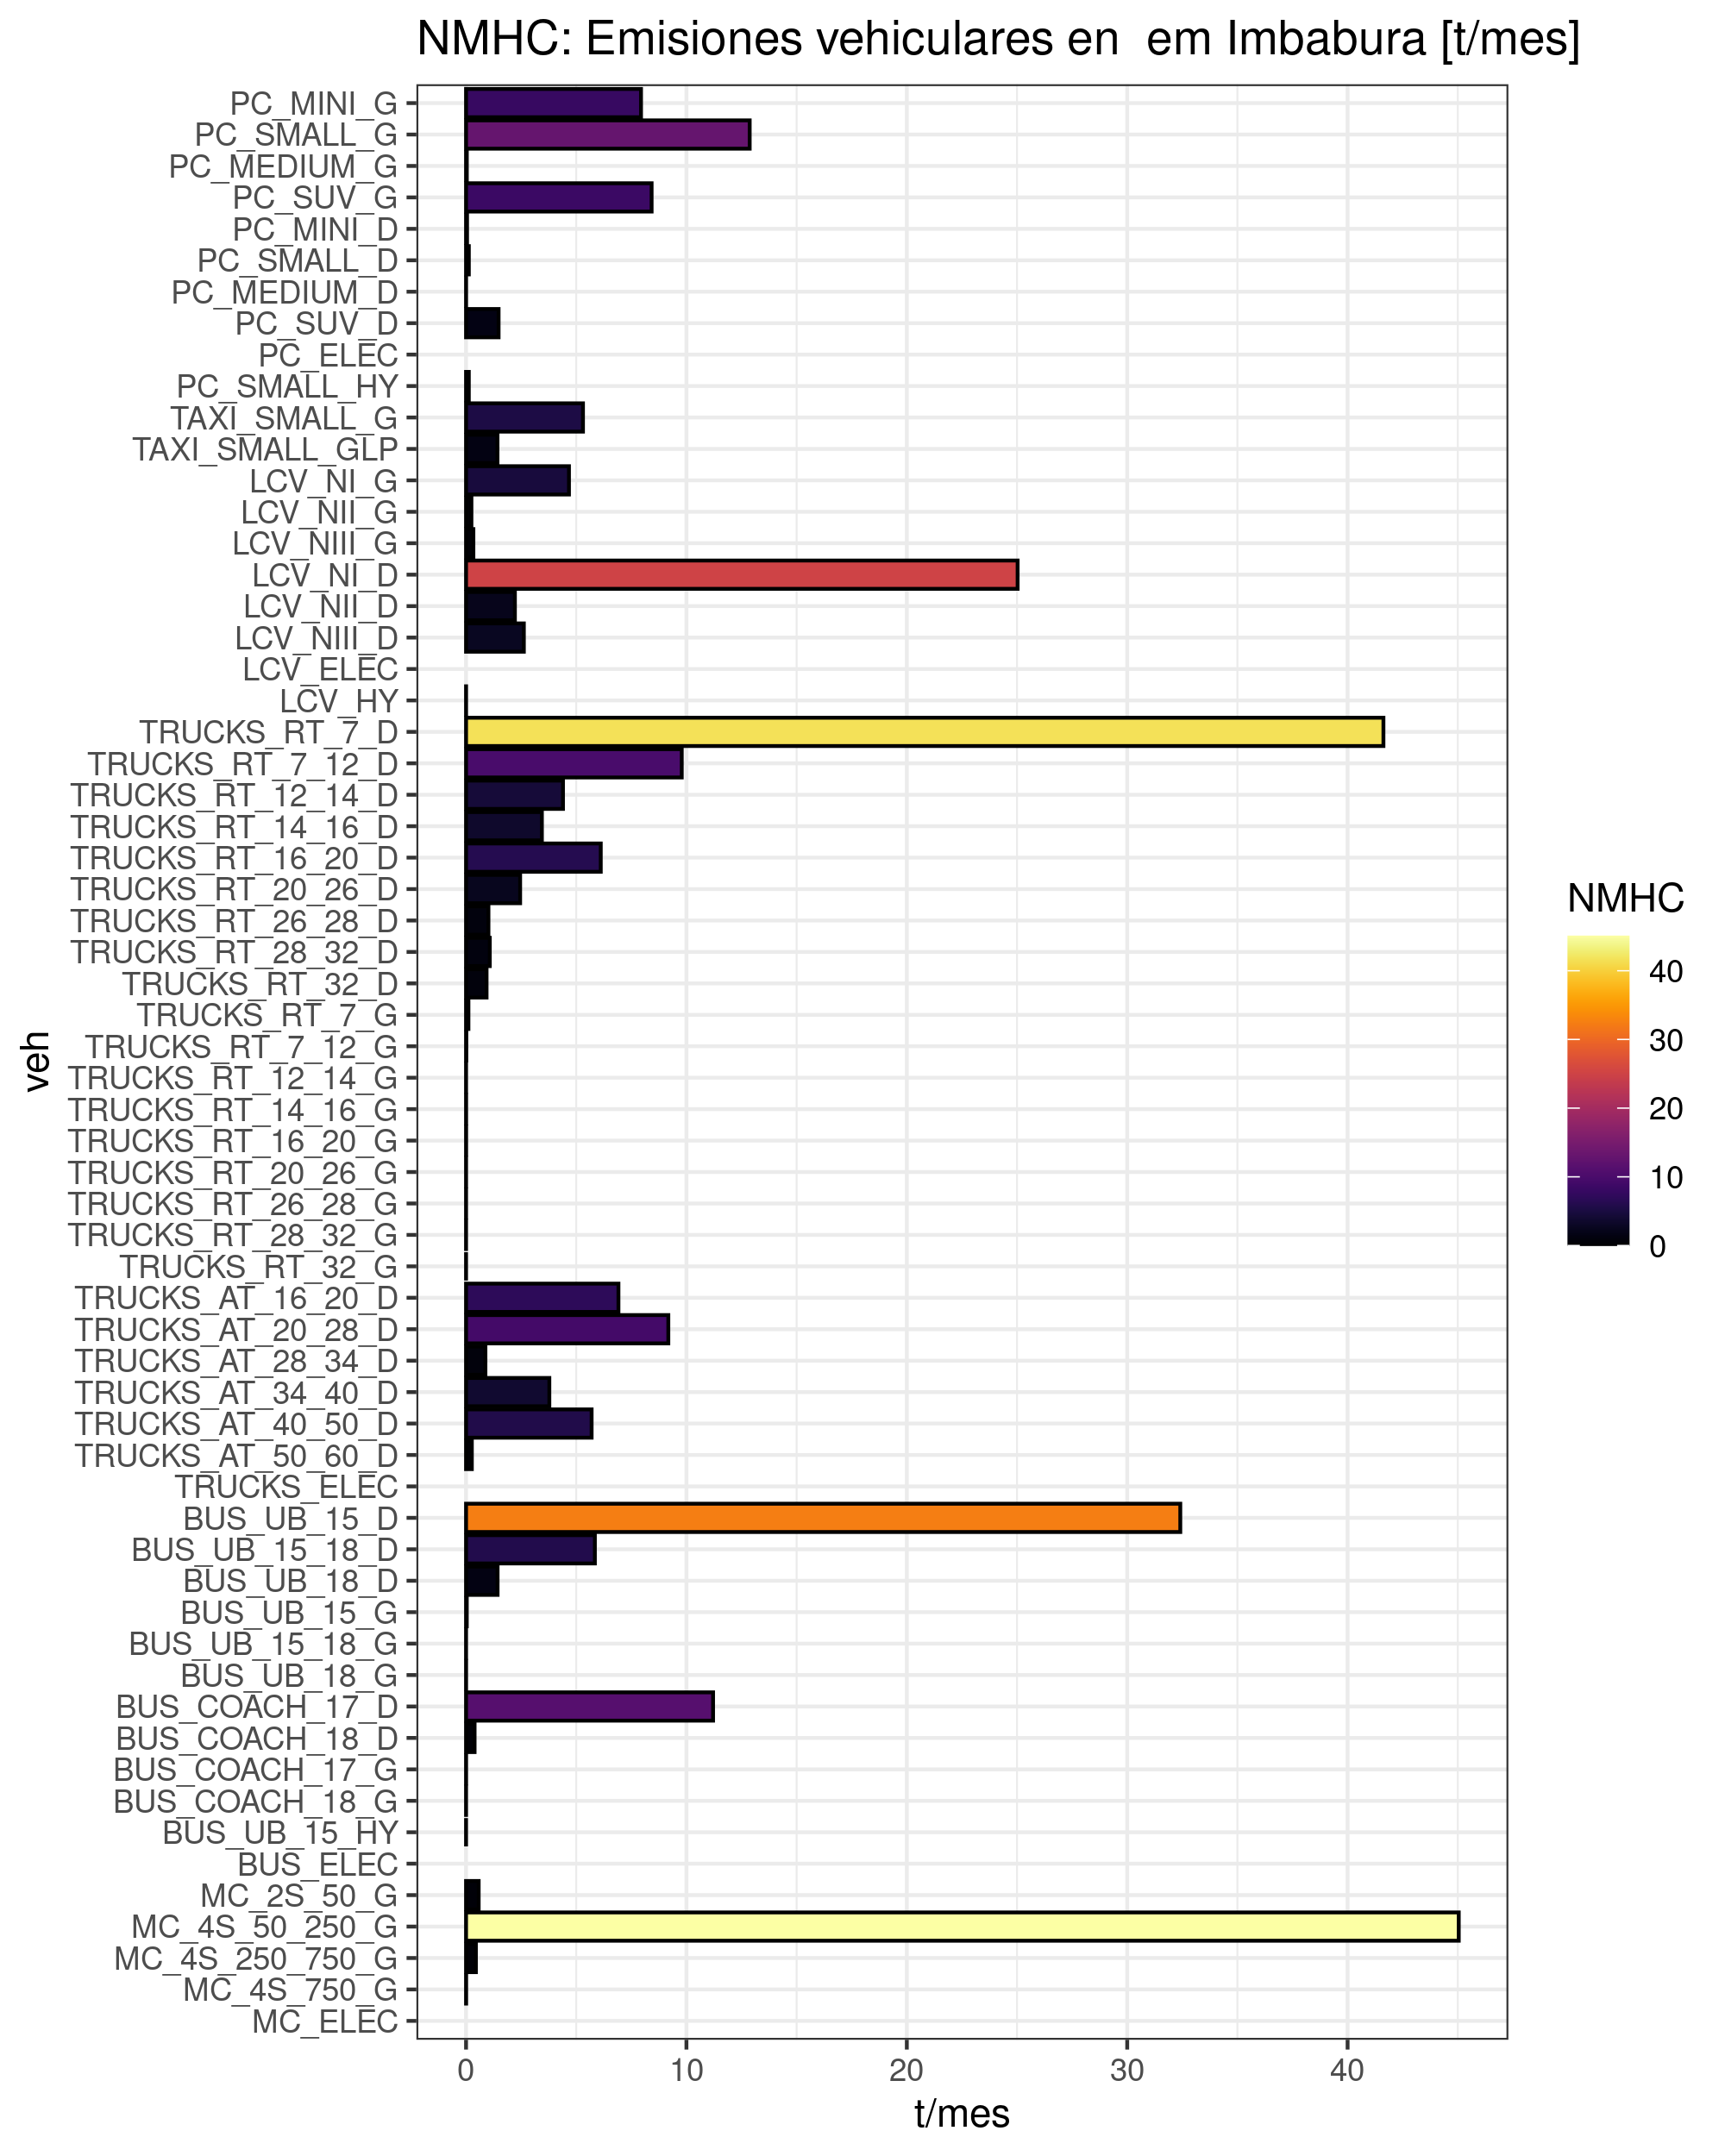 NMHC: Emisiones vehiculares en  em Imbabura [t/mes]
PC_MINI_G
PC_SMALL_G
PC_MEDIUM_G
PC_SUV_G
PC_MINI_D
PC_SMALL_D
PC_MEDIUM_D
PC_SUV_D
PC_ELEC
PC_SMALL_HY
TAXI_SMALL_G
TAXI_SMALL_GLP
LCV_NI_G
LCV_NII_G
LCV_NIII_G
LCV_NI_D
LCV_NII_D
LCV_NIII_D
LCV_ELEC
LCV_HY
TRUCKS_RT_7_D
TRUCKS_RT_7_12_D
TRUCKS_RT_12_14_D
TRUCKS_RT_14_16_D
TRUCKS_RT_16_20_D
TRUCKS_RT_20_26_D
TRUCKS_RT_26_28_D
TRUCKS_RT_28_32_D
TRUCKS_RT_32_D
TRUCKS_RT_7_G
TRUCKS_RT_7_12_G
TRUCKS_RT_12_14_G
TRUCKS_RT_14_16_G
TRUCKS_RT_16_20_G
TRUCKS_RT_20_26_G
TRUCKS_RT_26_28_G
TRUCKS_RT_28_32_G
TRUCKS_RT_32_G
TRUCKS_AT_16_20_D
TRUCKS_AT_20_28_D
TRUCKS_AT_28_34_D
TRUCKS_AT_34_40_D
TRUCKS_AT_40_50_D
TRUCKS_AT_50_60_D
TRUCKS_ELEC
BUS_UB_15_D
BUS_UB_15_18_D
BUS_UB_18_D
BUS_UB_15_G
BUS_UB_15_18_G
BUS_UB_18_G
BUS_COACH_17_D
BUS_COACH_18_D
BUS_COACH_17_G
BUS_COACH_18_G
BUS_UB_15_HY
BUS_ELEC
MC_2S_50_G
MC_4S_50_250_G
MC_4S_250_750_G
MC_4S_750_G
MC_ELEC
veh
0 10 20 30 40
t/mes
NMHC
40
30
20
10
0